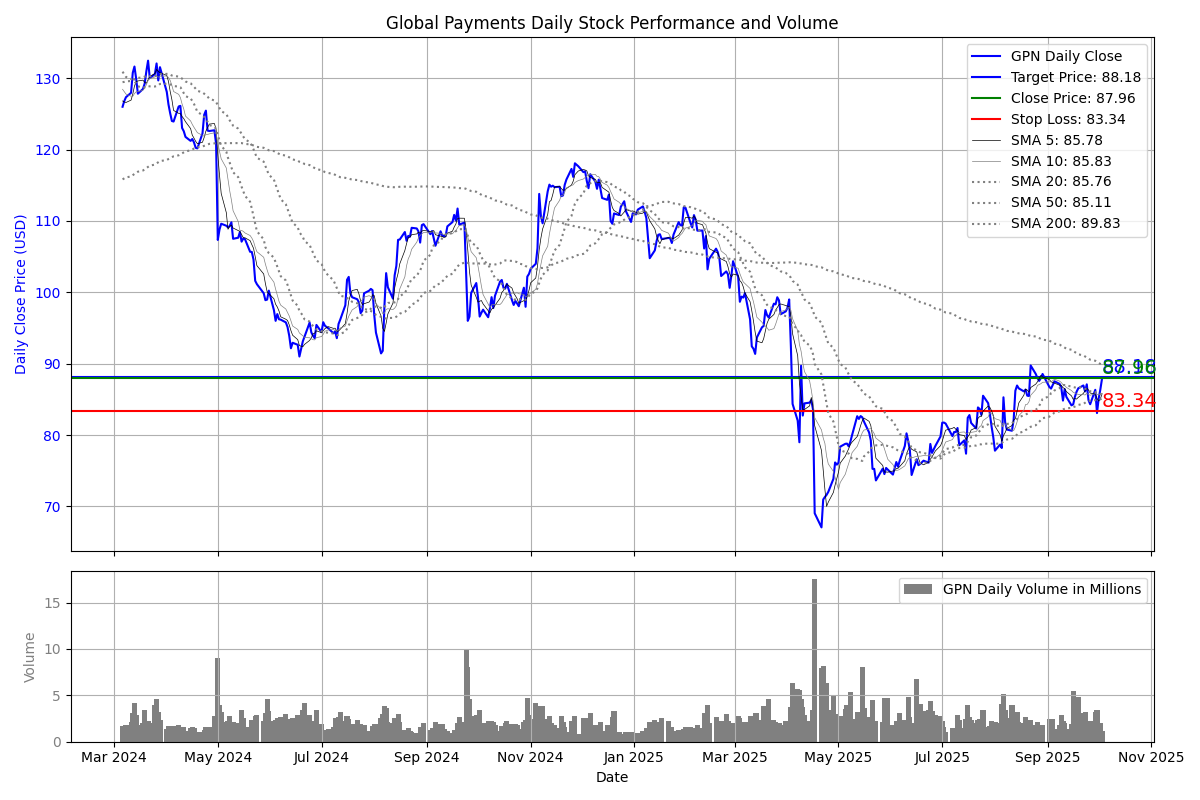 Global Payments Daily Stock Performance and Volume
Daily Close Price (USD)
130
120
110
100
90
80
70
GPN Daily Close
Target Price: 88.18
Close Price: 87.96
Stop Loss: 83.34
SMA 5: 85.78
SMA 10: 85.83
SMA 20: 85.76
SMA 50: 85.11
SMA 200: 89.83
88.18
87.96
83.34
Volume
15
10
5
0
GPN Daily Volume in Millions
Mar 2024 May 2024 Jul 2024 Sep 2024 Nov 2024 Jan 2025 Mar 2025 May 2025 Jul 2025 Sep 2025 Nov 2025
Date